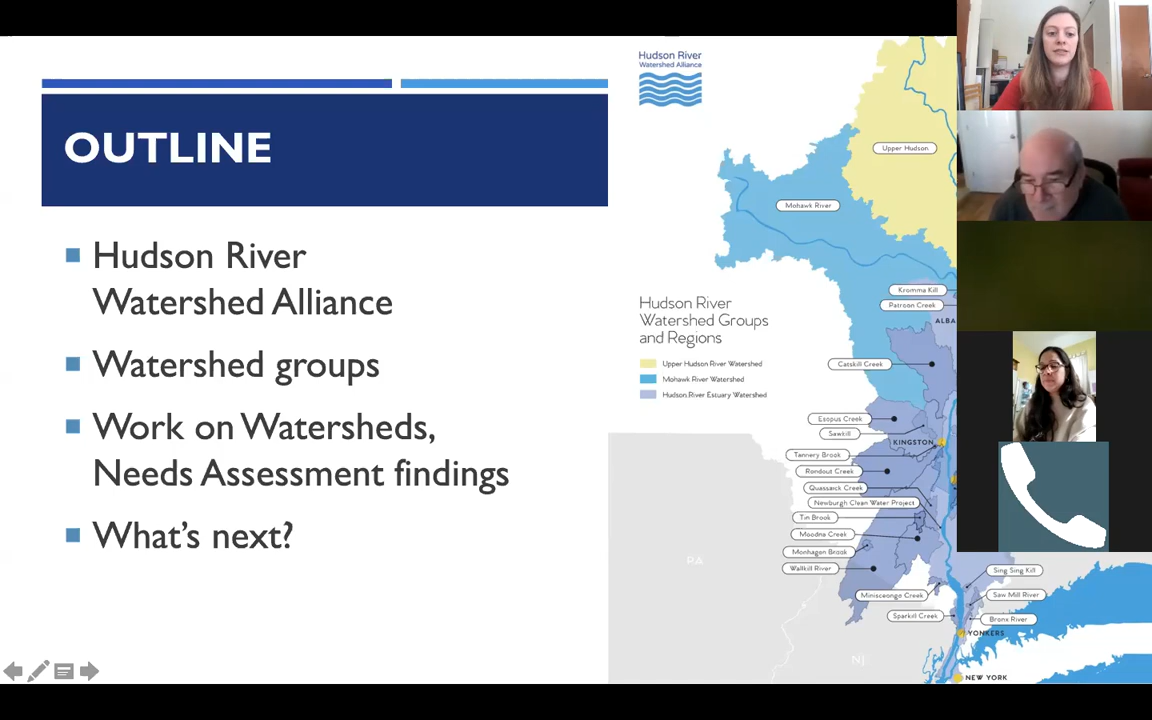 OUTLINE
Hudson River
Watershed Alliance
Watershed groups
Work on Watersheds,
Needs Assessment findings
What's next?
Hudson River
Watershed Alliance
Upper Hudson
Mohawk River
Hudson River
Watershed Groups
and Regions
Upper Hudson River Watershed
Mohawk River Watershed
Hudson River Estuary Watershed
Kromma Kill
Patroon Creek
ALBA
Catskill Creek
Esopus Creek
Sawkill
KINGSTON
Tannery Brook
Rondout Creek
Quassaick Creek
Newburgh Clean Water Project
Tin Brook
Moodna Creek
Monhagen Brook
Wallkill River
PA
Sing Sing Kill
Minisceongo Creek
Saw Mill River
Sparkill Creek
Bronx River
YONKERS
NJ
NEW YORK